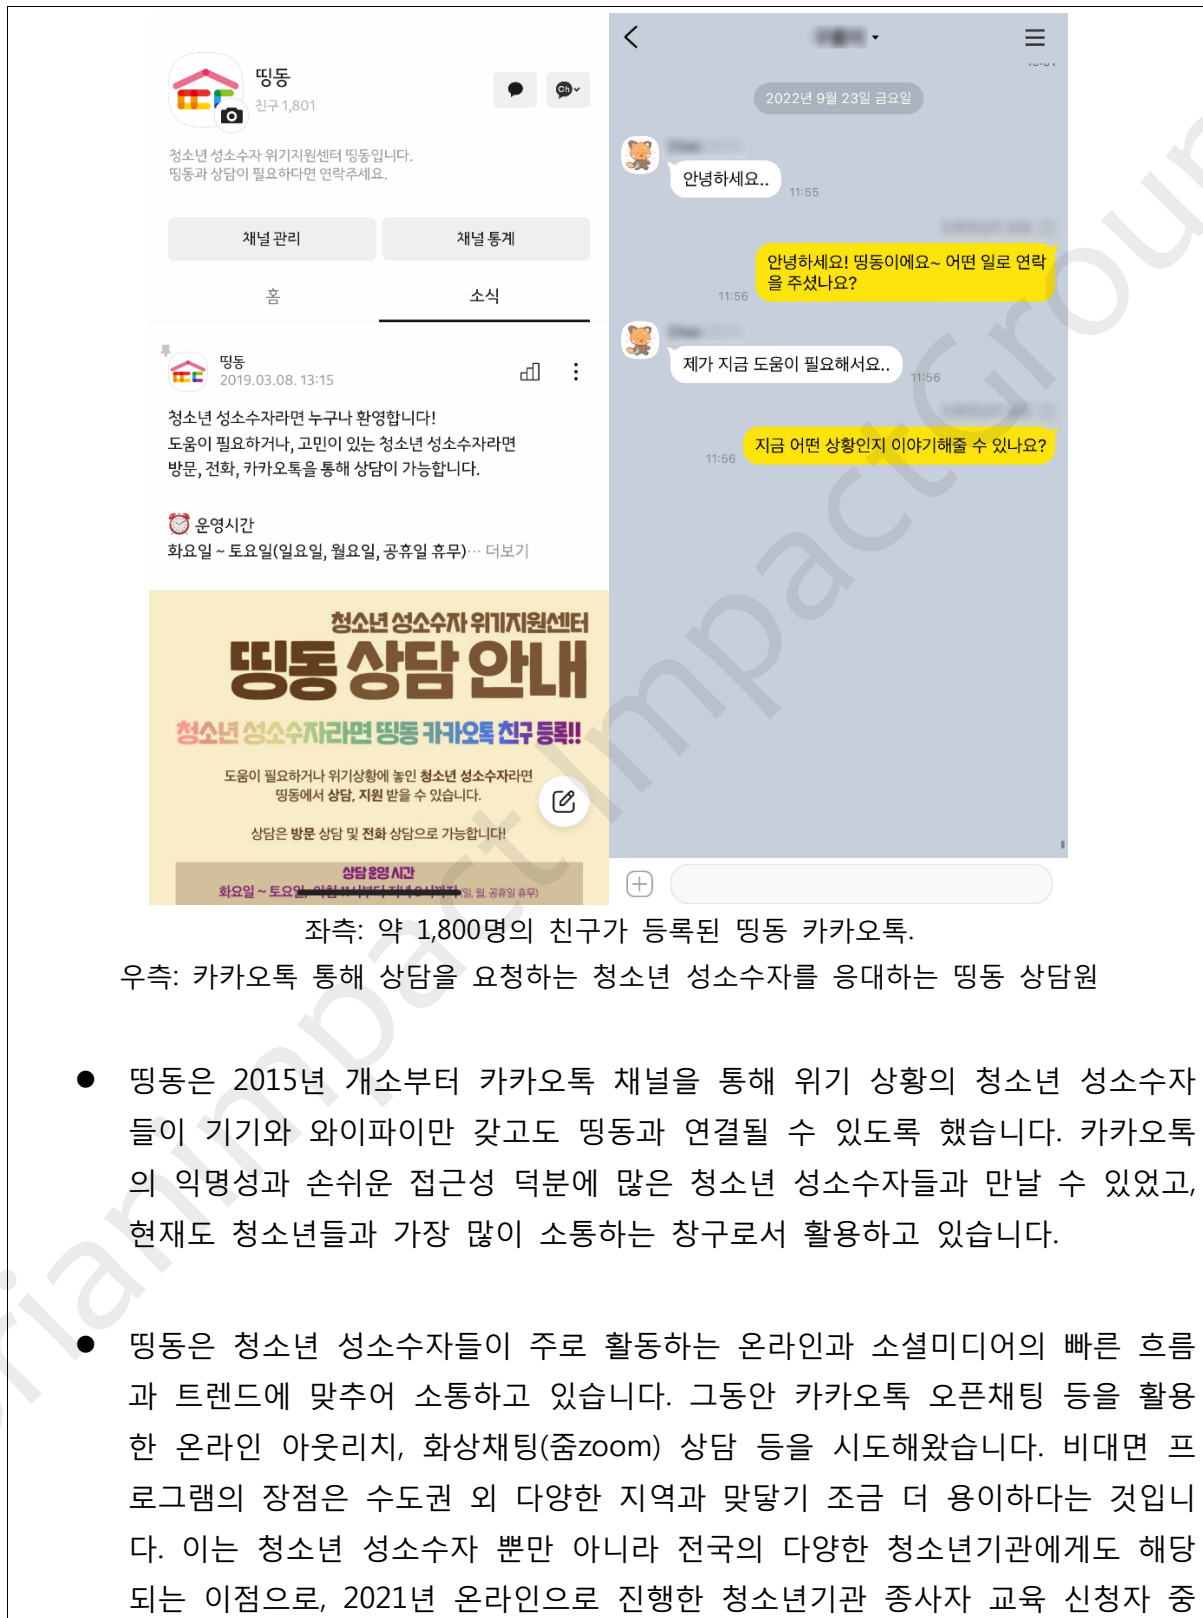 띵동
친구 1,801
청소년 성소수자 위기지원센터 띵동입니다.
띵동과 상담이 필요하다면 연락주세요.
채널 관리
채널 통계
홈
소식
띵동
2019.03.08. 13:15
청소년 성소수자라면 누구나 환영합니다!
도움이 필요하거나, 고민이 있는 청소년 성소수자라면
방문, 전화, 카카오톡을 통해 상담이 가능합니다.
운영시간
화요일 ~ 토요일(일요일, 월요일, 공휴일 휴무)··· 더보기
청소년 성소수자 위기지원센터
띵동 상담 안내
청소년 성소수자라면 띵동 카카오톡 친구 등록!!
도움이 필요하거나 위기상황에 놓인 청소년 성소수자라면
띵동에서 상담, 지원 받을 수 있습니다.
상담은 방문 상담 및 전화 상담으로 가능합니다!
상담 운영 시간
화요일 ~ 토요일, (일, 월, 공휴일 휴무)
2022년 9월 23일 금요일
안녕하세요..
11:55
안녕하세요! 띵동이에요~ 어떤 일로 연락
을 주셨나요?
11:56
제가 지금 도움이 필요해서요..
11:56
지금 어떤 상황인지 이야기해줄 수 있나요?
11:56
좌측: 약 1,800명의 친구가 등록된 띵동 카카오톡.
우측: 카카오톡 통해 상담을 요청하는 청소년 성소수자를 응대하는 띵동 상담원
● 띵동은 2015년 개소부터 카카오톡 채널을 통해 위기 상황의 청소년 성소수자
들이 기기와 와이파이만 갖고도 띵동과 연결될 수 있도록 했습니다. 카카오톡
의 익명성과 손쉬운 접근성 덕분에 많은 청소년 성소수자들과 만날 수 있었고,
현재도 청소년들과 가장 많이 소통하는 창구로서 활용하고 있습니다.
● 띵동은 청소년 성소수자들이 주로 활동하는 온라인과 소셜미디어의 빠른 흐름
과 트렌드에 맞추어 소통하고 있습니다. 그동안 카카오톡 오픈채팅 등을 활용
한 온라인 아웃리치, 화상채팅(줌zoom) 상담 등을 시도해왔습니다. 비대면 프
로그램의 장점은 수도권 외 다양한 지역과 맞닿기 조금 더 용이하다는 것입니
다. 이는 청소년 성소수자 뿐만 아니라 전국의 다양한 청소년기관에게도 해당
되는 이점으로, 2021년 온라인으로 진행한 청소년기관 종사자 교육 신청자 중